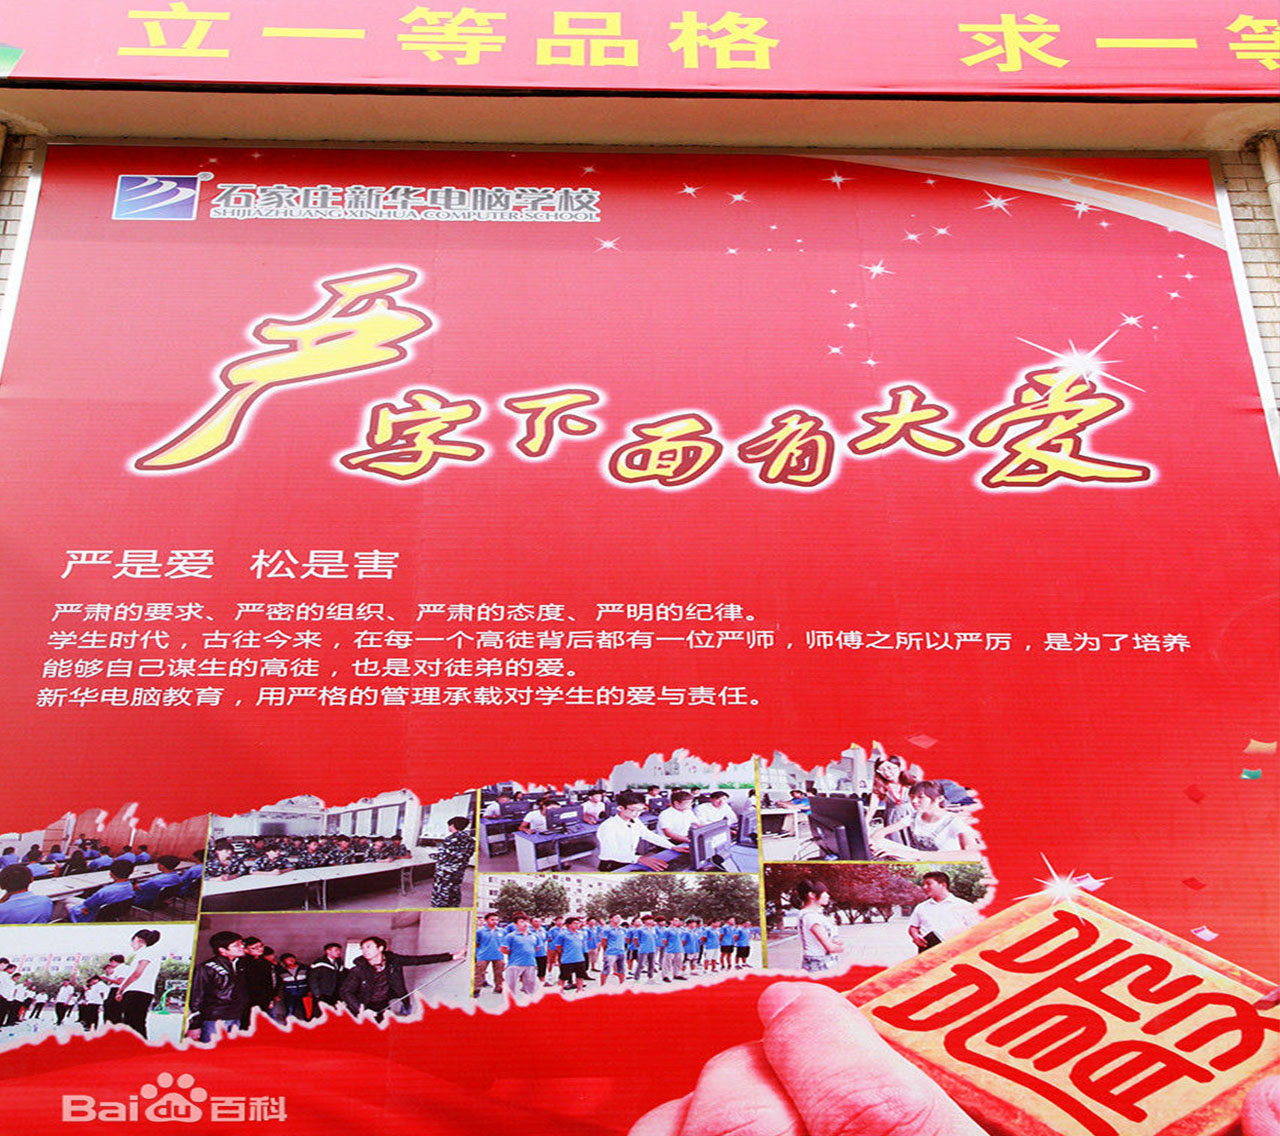 立一等品格 求一等
石家庄新华电脑学校
SHIJIAZHUANG XINHUA COMPUTER SCHOOL
严字下面有大爱
严是爱 松是害
严肃的要求、严密的组织、严肃的态度、严明的纪律。
学生时代，古往今来，在每一个高徒背后都有一位严师，师傅之所以严厉，是为了培养
能够自己谋生的高徒，也是对徒弟的爱。
新华电脑教育，用严格的管理承载对学生的爱与责任。
Bai du 百科